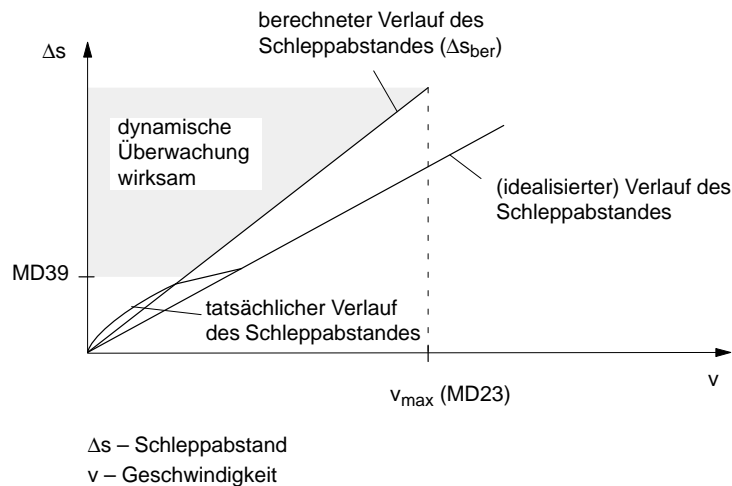 berechneter Verlauf des
Schleppabstandes (Δsber)
Δs
dynamische
Überwachung
wirksam
(idealisierter) Verlauf des
Schleppabstandes
MD39
tatsächlicher Verlauf
des Schleppabstandes
v
vmax (MD23)
Δs – Schleppabstand
v – Geschwindigkeit